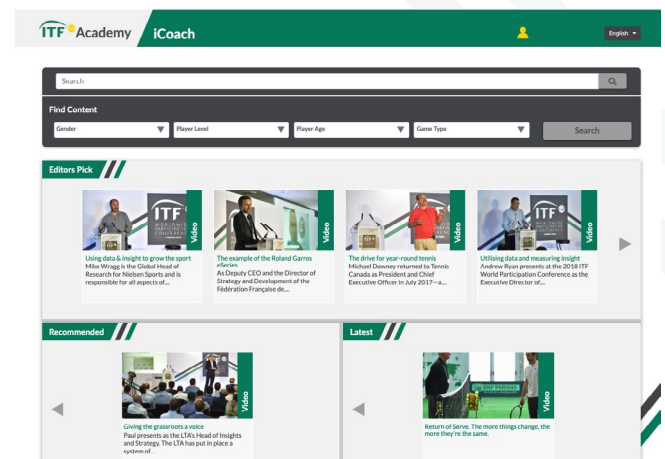 ITF Academy
iCoach
English
Search
Find Content
Gender
Player Level
Player Age
Game Type
Search
Editors Pick
ITF
WORLDWIDE
PARTICIPATION
CONFERENCE
Video
Video
Video
Video
Using data & insight to grow the sport
Mike Wragg is the Global Head of
Research for Nielsen Sports and is
responsible for all aspects of...
The example of the Roland Garros
eSeries
As Deputy CEO and the Director of
Strategy and Development of the
Fédération Française de...
The drive for year-round tennis
Michael Downey returned to Tennis
Canada as President and Chief
Executive Officer in July 2017—a...
Utilising data and measuring insight
Andrew Ryan presents at the 2018 ITF
World Participation Conference as the
Executive Director of...
Recommended
Video
Giving the grassroots a voice
Paul presents as the LTA's Head of Insights
and Strategy. The LTA has put in place a
system of...
Latest
BNP PARIBAS
Video
Return of Serve. The more things change, the
more they're the same.